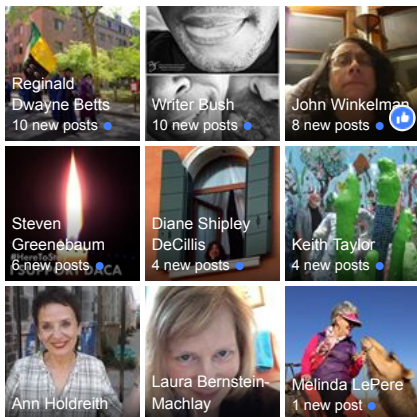 Reginald
Dwayne Betts
10 new posts
Writer Bush
10 new posts
John Winkelman
8 new posts
Steven
Greenebaum
6 new posts
I SUPPORT DACA
Diane Shipley
DeCillis
4 new posts
Keith Taylor
4 new posts
Ann Holdreith
Laura Bernstein-
Machlay
Melinda LePere
1 new post